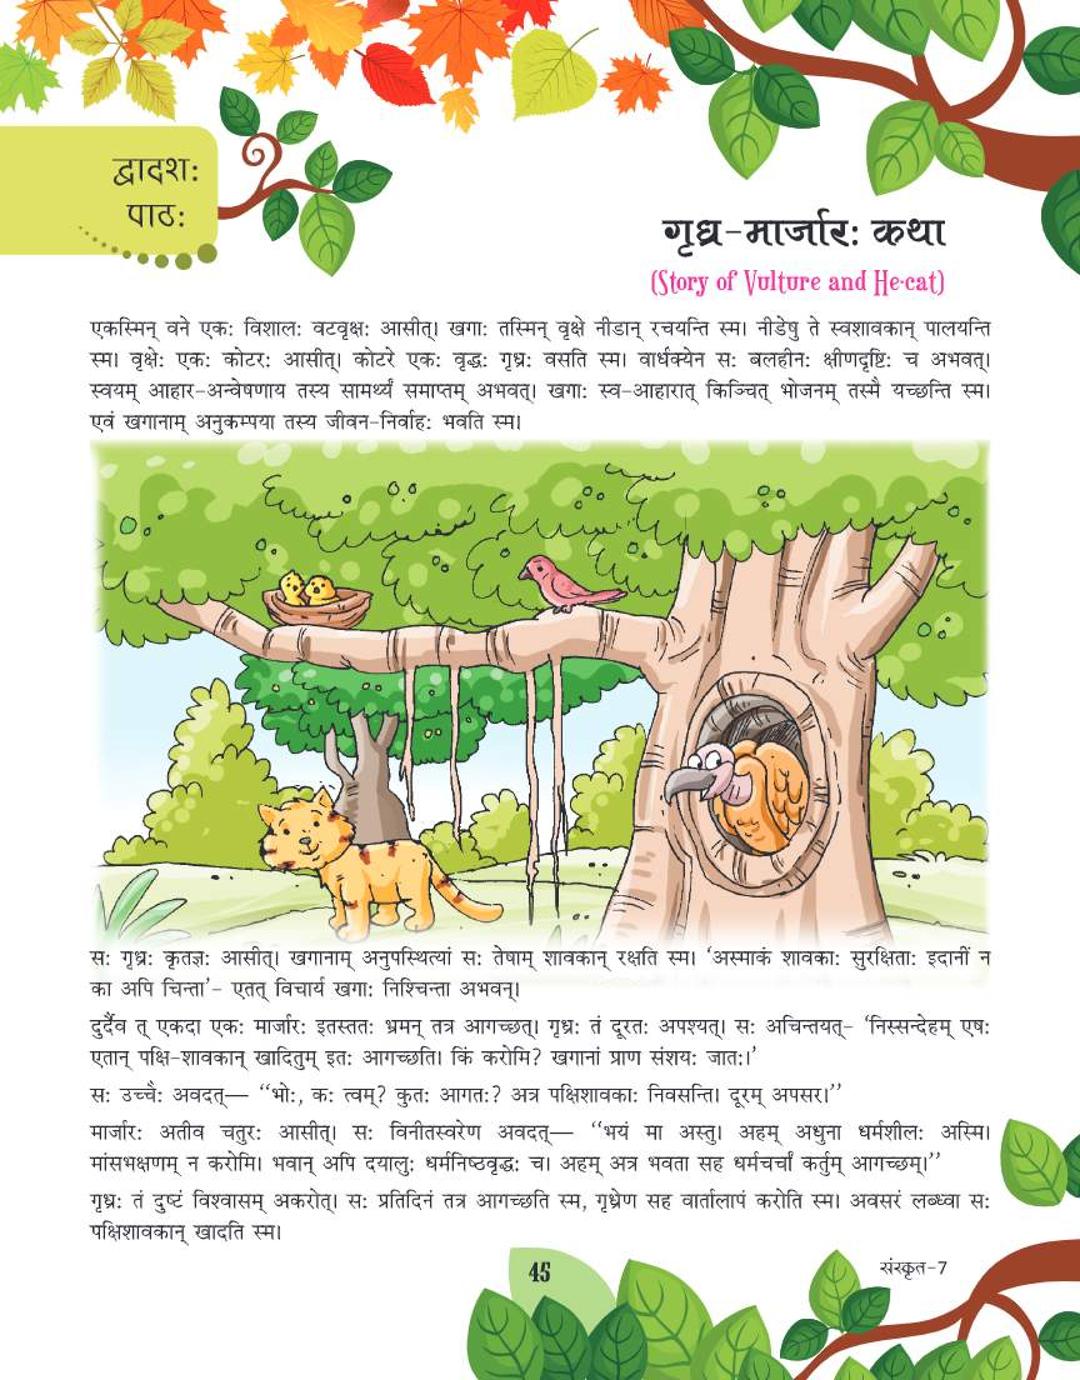 द्वादश:
पाठ:
गृध्र-मार्जार: कथा
(Story of Vulture and He-cat)
एकस्मिन् वने एक: विशाल: वटवृक्ष: आसीत्। खगा: तस्मिन् वृक्षे नीडान् रचयन्ति स्म। नीडेषु ते स्वशावकान् पालयन्ति
स्म। वृक्षे: एक: कोटर: आसीत्। कोटरे एक: वृद्ध: गृध्र: वसति स्म। वार्धक्येन स: बलहीन: क्षीणदृष्टि: च अभवत्।
स्वयम् आहार-अन्वेषणाय तस्य सामर्थ्यं समाप्तम् अभवत्। खगा: स्व-आहारात् किञ्चित् भोजनम् तस्मै यच्छन्ति स्म।
एवं खगानाम् अनुकम्पया तस्य जीवन-निर्वाह: भवति स्म।
स: गृध्र: कृतज्ञ: आसीत्। खगानाम् अनुपस्थित्यां स: तेषाम् शावकान् रक्षति स्म। ‘अस्माकं शावका: सुरक्षिता: इदानीं न
का अपि चिन्ता’- एतत् विचार्य खगा: निश्चिन्ता अभवन्।
दुर्दैव त् एकदा एक: मार्जार: इतस्तत: भ्रमन् तत्र आगच्छत्। गृध्र: तं दूरत: अपश्यत्। स: अचिन्तयत्- ‘निस्सन्देहम् एष:
एतान् पक्षि-शावकान् खादितुम् इत: आगच्छति। किं करोमि? खगानां प्राण संशय: जात:।’
स: उच्चै: अवदत्— ‘‘भो:, क: त्वम्? कुत: आगत:? अत्र पक्षिशावका: निवसन्ति। दूरम् अपसर।’’
मार्जार: अतीव चतुर: आसीत्। स: विनीतस्वरेण अवदत्— ‘‘भयं मा अस्तु। अहम् अधुना धर्मशील: अस्मि।
मांसभक्षणम् न करोमि। भवान् अपि दयालु: धर्मनिष्ठवृद्ध: च। अहम् अत्र भवता सह धर्मचर्चां कर्तुम् आगच्छम्।’’
गृध्र: तं दुष्टं विश्वासम् अकरोत्। स: प्रतिदिनं तत्र आगच्छति स्म, गृध्रेण सह वार्तालापं करोति स्म। अवसरं लब्ध्वा स:
पक्षिशावकान् खादति स्म।
45
संस्कृत-7